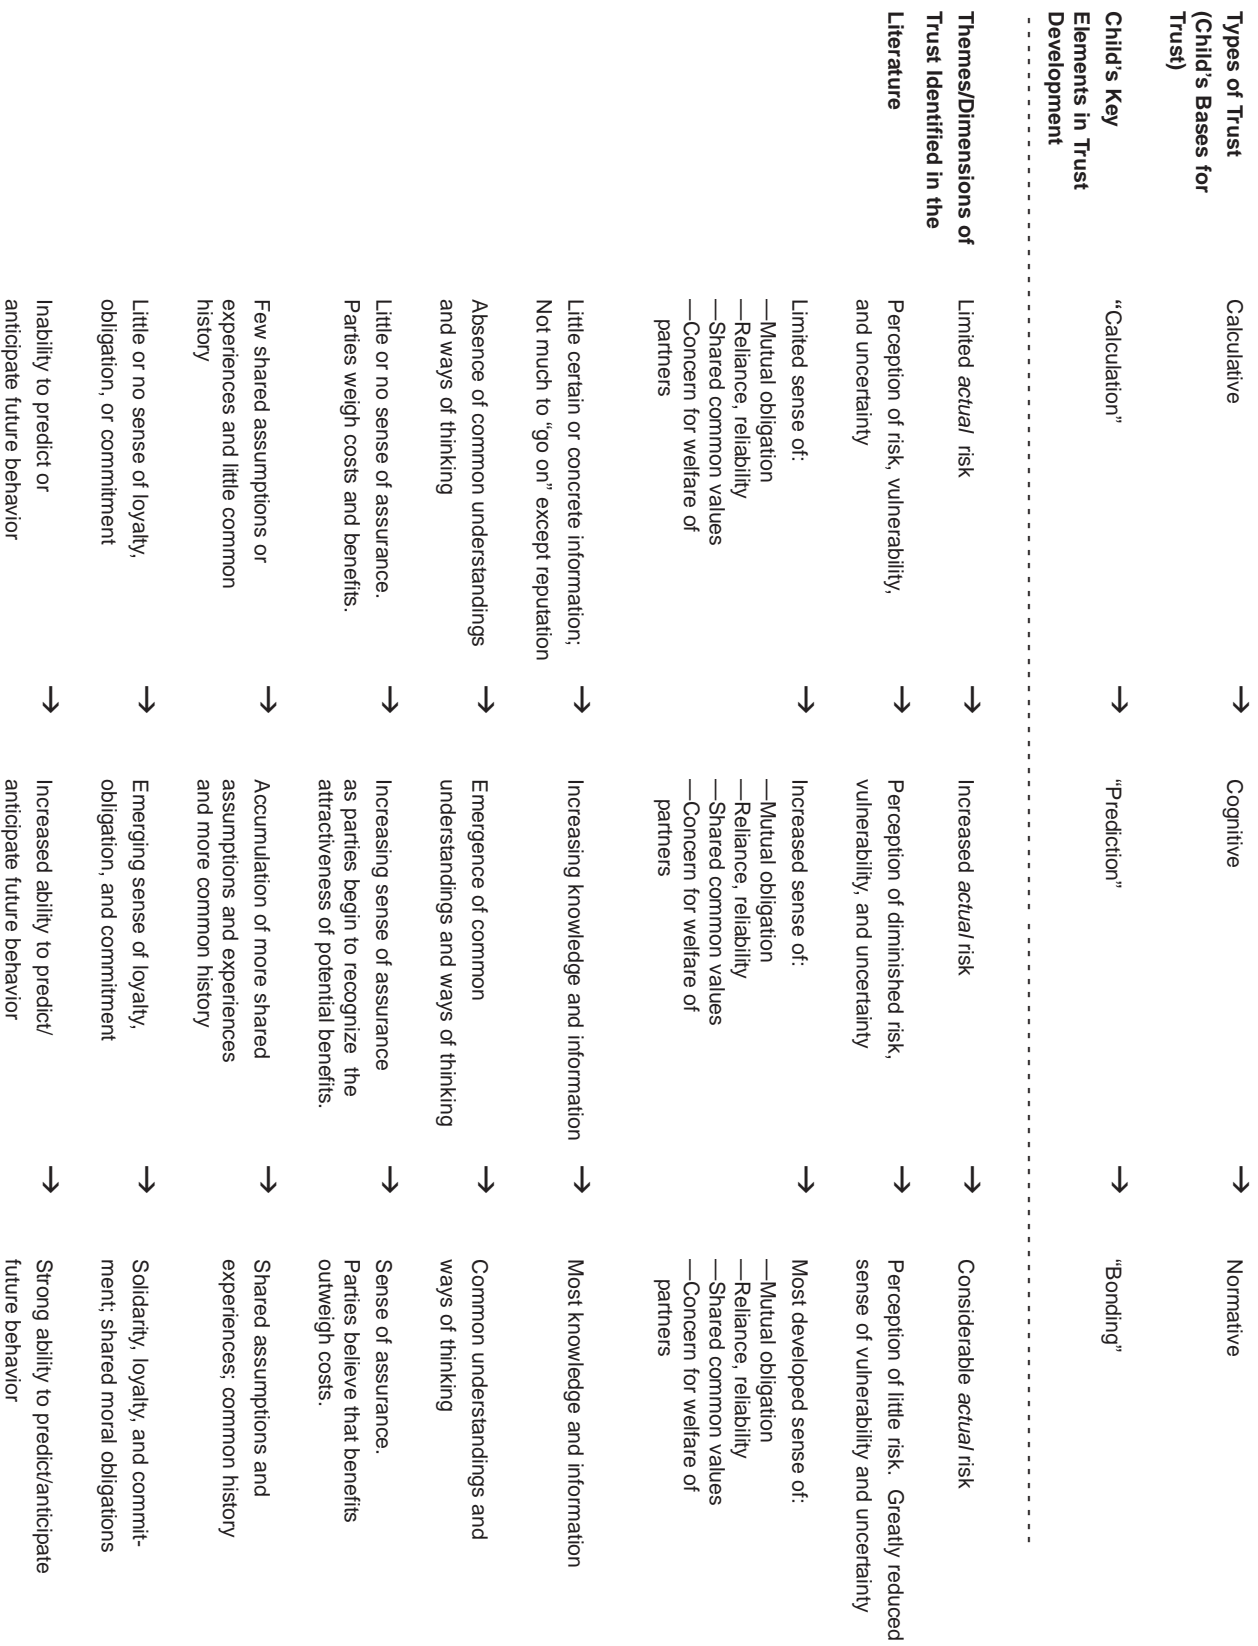 Types of Trust
(Child's Bases for
Trust)
Calculative
→
Cognitive
→
Normative
Child's Key
Elements in Trust
Development
“Calculation”
→
“Prediction”
→
“Bonding”
Themes/Dimensions of
Trust Identified in the
Literature
Limited actual risk
→
Increased actual risk
→
Considerable actual risk
Perception of risk, vulnerability,
and uncertainty
→
Perception of diminished risk,
vulnerability, and uncertainty
→
Perception of little risk. Greatly reduced
sense of vulnerability and uncertainty
Limited sense of:
—Mutual obligation
—Reliance, reliability
—Shared common values
—Concern for welfare of
partners
→
Increased sense of:
—Mutual obligation
—Reliance, reliability
—Shared common values
—Concern for welfare of
partners
→
Most developed sense of:
—Mutual obligation
—Reliance, reliability
—Shared common values
—Concern for welfare of
partners
Little certain or concrete information;
Not much to “go on” except reputation
→
Increasing knowledge and information
→
Most knowledge and information
Absence of common understandings
and ways of thinking
→
Emergence of common
understandings and ways of thinking
→
Common understandings and
ways of thinking
Little or no sense of assurance.
Parties weigh costs and benefits.
→
Increasing sense of assurance
as parties begin to recognize the
attractiveness of potential benefits.
→
Sense of assurance.
Parties believe that benefits
outweigh costs.
Few shared assumptions or
experiences and little common
history
→
Accumulation of more shared
assumptions and experiences
and more common history
→
Shared assumptions and
experiences; common history
Little or no sense of loyalty,
obligation, or commitment
→
Emerging sense of loyalty,
obligation, and commitment
→
Solidarity, loyalty, and commit-
ment; shared moral obligations
Inability to predict or
anticipate future behavior
→
Increased ability to predict/
anticipate future behavior
→
Strong ability to predict/anticipate
future behavior